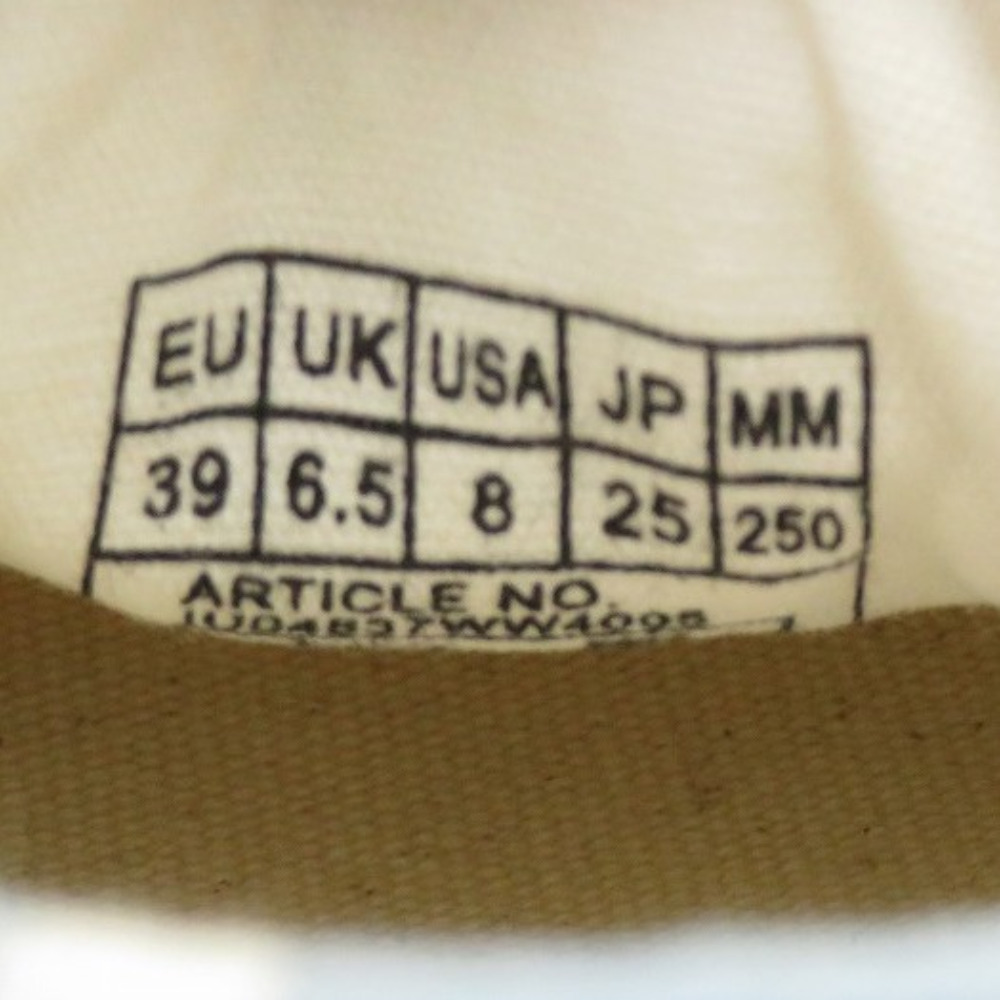 EU UK USA JP MM
39 6.5 8 25 250
ARTICLE NO.